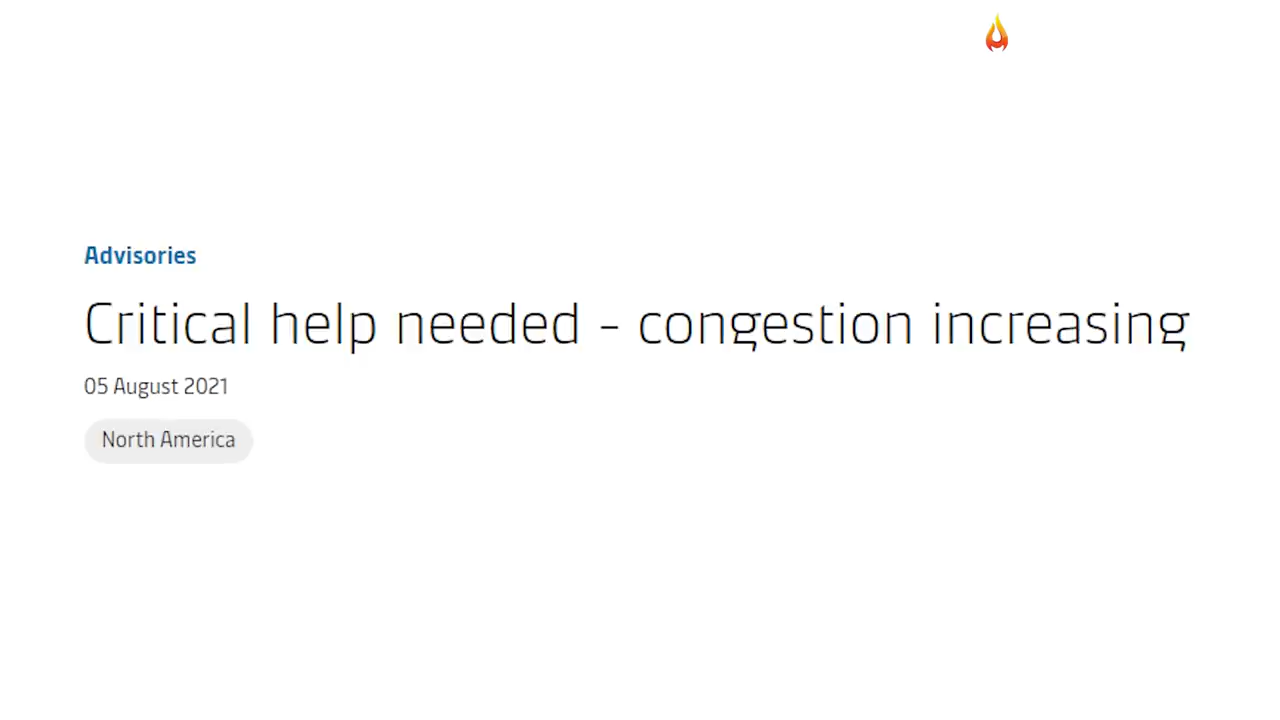 Advisories
Critical help needed - congestion increasing
05 August 2021
North America